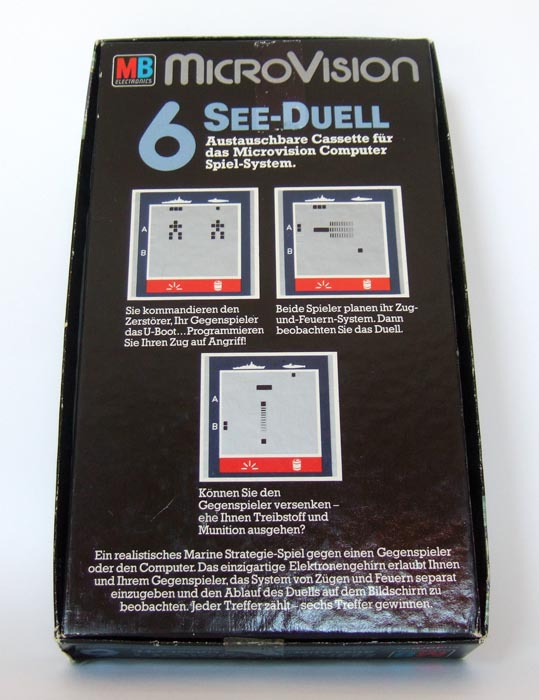 MB
ELECTRONICS
MICROVISION
6 SEE-DUELL
Austauschbare Cassette für
das Microvision Computer
Spiel-System.
A
B
A
B
Sie kommandieren den
Zerstörer, Ihr Gegenspieler
das U-Boot... Programmieren
Sie Ihren Zug auf Angriff!
Beide Spieler planen ihr Zug-
und-Feuern-System. Dann
beobachten Sie das Duell.
A
B
Können Sie den
Gegenspieler versenken –
ehe Ihnen Treibstoff und
Munition ausgehen?
Ein realistisches Marine Strategie-Spiel gegen einen Gegenspieler
oder den Computer. Das einzigartige Elektronengehirn erlaubt Ihnen
und Ihrem Gegenspieler, das System von Zügen und Feuern separat
einzugeben und den Ablauf des Duells auf dem Bildschirm zu
beobachten. Jeder Treffer zählt – sechs Treffer gewinnen.
6